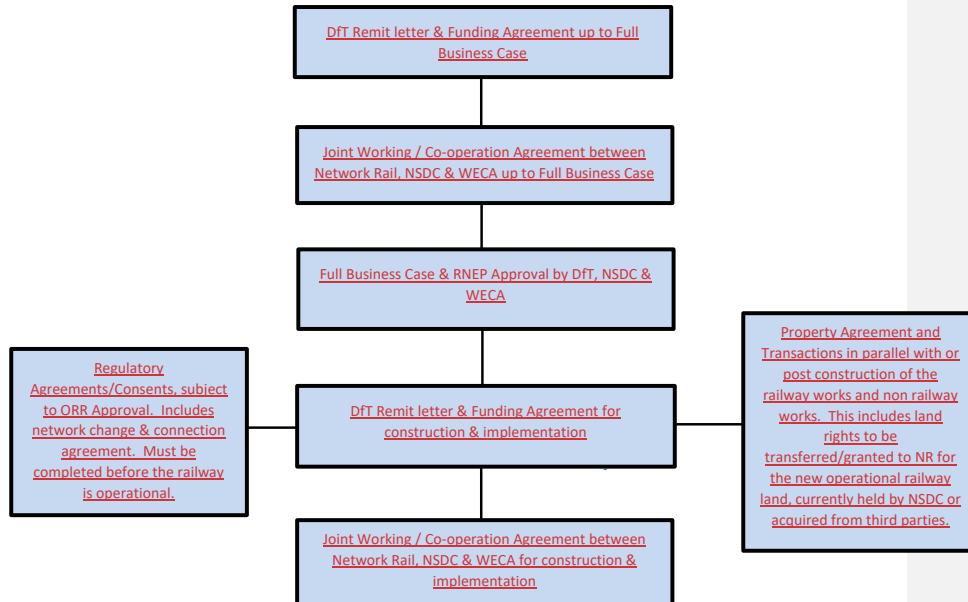 DfT Remit letter & Funding Agreement up to Full
Business Case
Joint Working / Co-operation Agreement between
Network Rail, NSDC & WECA up to Full Business Case
Full Business Case & RNEP Approval by DfT, NSDC &
WECA
Regulatory
Agreements/Consents, subject
to ORR Approval. Includes
network change & connection
agreement. Must be
completed before the railway
is operational.
DfT Remit letter & Funding Agreement for
construction & implementation
Property Agreement and
Transactions in parallel with or
post construction of the
railway works and non railway
works. This includes land
rights to be
transferred/granted to NR for
the new operational railway
land, currently held by NSDC or
acquired from third parties.
Joint Working / Co-operation Agreement between
Network Rail, NSDC & WECA for construction &
implementation